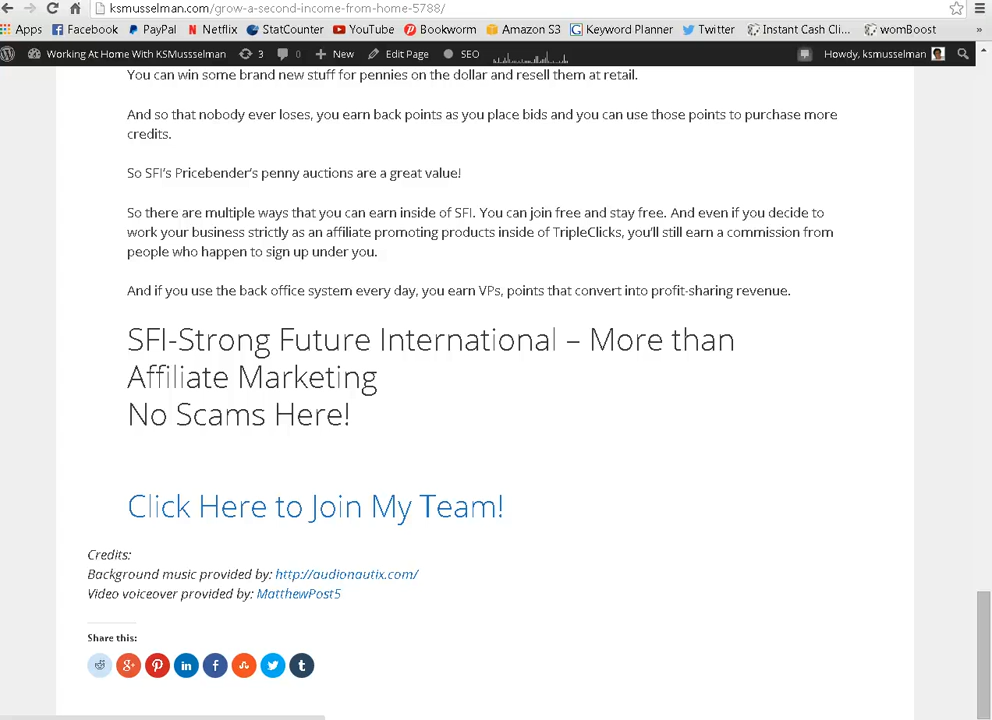 ksmusselman.com/grow-a-second-income-from-home-5788/
Apps Facebook PayPal Netflix StatCounter YouTube Bookworm Amazon S3 Keyword Planner Twitter Instant Cash Cli... womBoost »
Working At Home With KSMussselman 3 0 New Edit Page SEO Howdy, ksmusselman
You can win some brand new stuff for pennies on the dollar and resell them at retail.
And so that nobody ever loses, you earn back points as you place bids and you can use those points to purchase more
credits.
So SFI's Pricebender's penny auctions are a great value!
So there are multiple ways that you can earn inside of SFI. You can join free and stay free. And even if you decide to
work your business strictly as an affiliate promoting products inside of TripleClicks, you'll still earn a commission from
people who happen to sign up under you.
And if you use the back office system every day, you earn VPs, points that convert into profit-sharing revenue.
SFI-Strong Future International – More than
Affiliate Marketing
No Scams Here!
Click Here to Join My Team!
Credits:
Background music provided by: http://audionautix.com/
Video voiceover provided by: MatthewPost5
Share this: